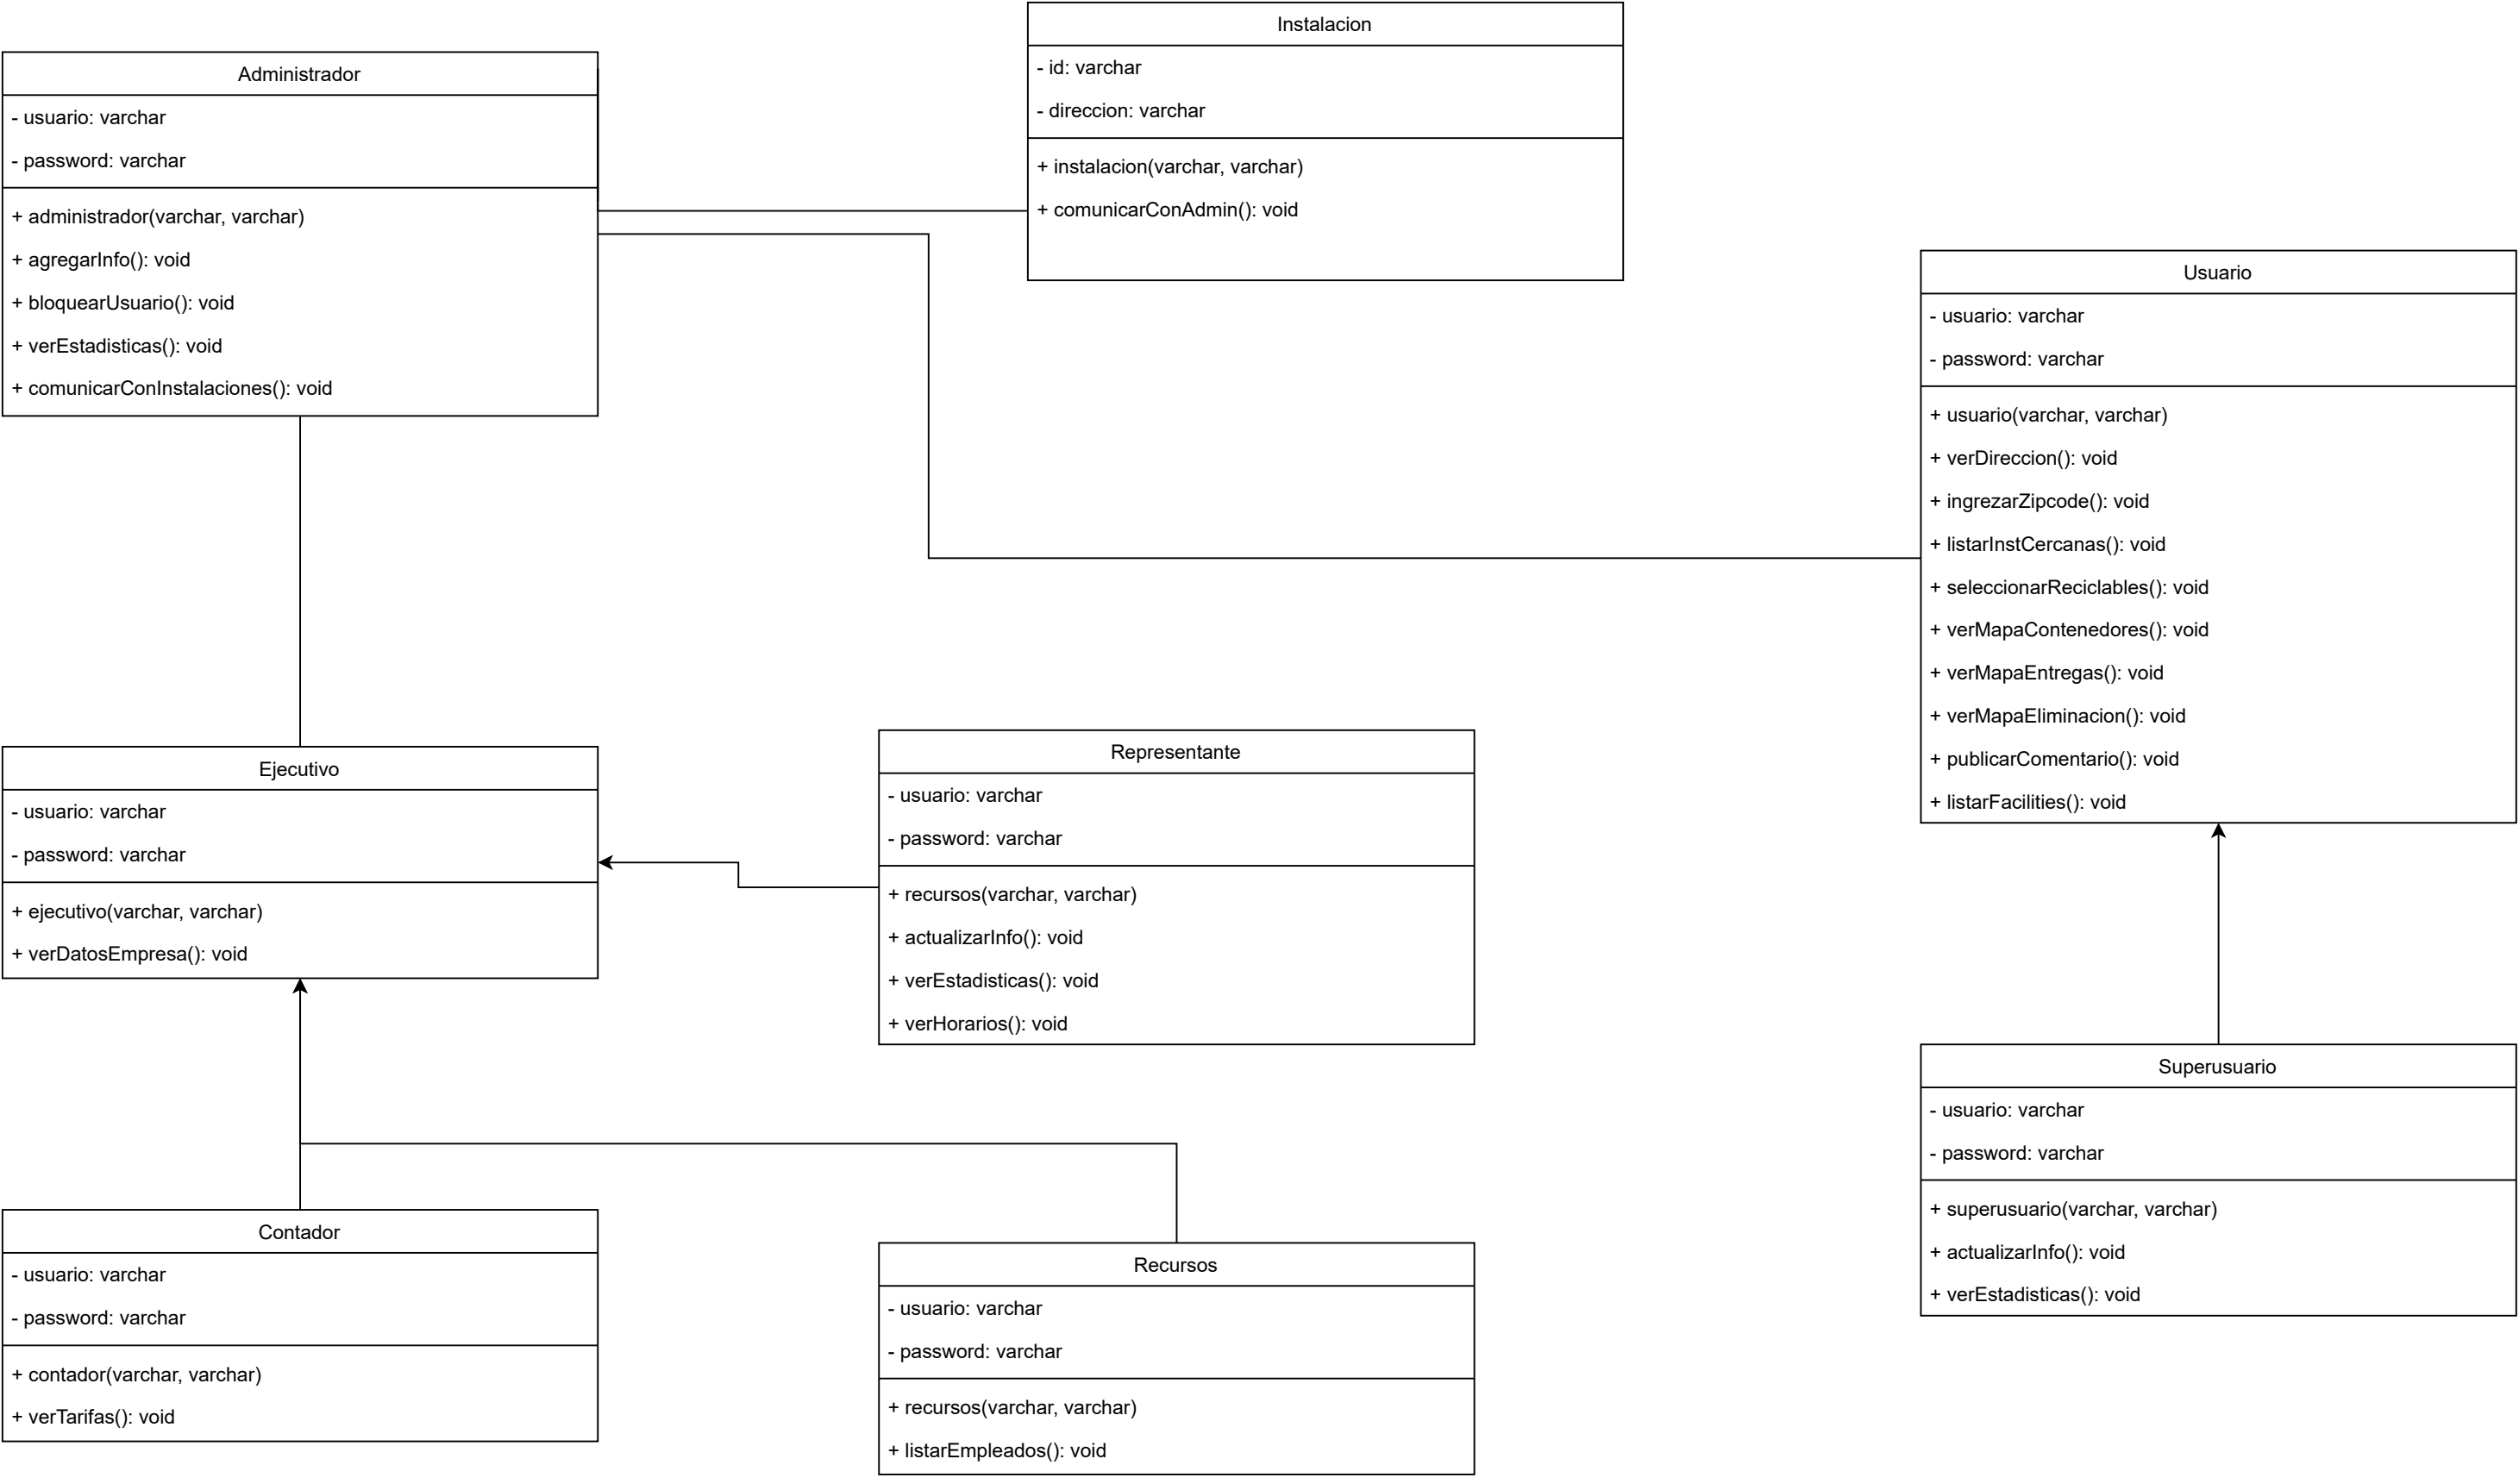 Administrador
- usuario: varchar
- password: varchar
+ administrador(varchar, varchar)
+ agregarInfo(): void
+ bloquearUsuario(): void
+ verEstadisticas(): void
+ comunicarConInstalaciones(): void
Instalacion
- id: varchar
- direccion: varchar
+ instalacion(varchar, varchar)
+ comunicarConAdmin(): void
Usuario
- usuario: varchar
- password: varchar
+ usuario(varchar, varchar)
+ verDireccion(): void
+ ingrezarZipcode(): void
+ listarInstCercanas(): void
+ seleccionarReciclables(): void
+ verMapaContenedores(): void
+ verMapaEntregas(): void
+ verMapaEliminacion(): void
+ publicarComentario(): void
+ listarFacilities(): void
Ejecutivo
- usuario: varchar
- password: varchar
+ ejecutivo(varchar, varchar)
+ verDatosEmpresa(): void
Representante
- usuario: varchar
- password: varchar
+ recursos(varchar, varchar)
+ actualizarInfo(): void
+ verEstadisticas(): void
+ verHorarios(): void
Superusuario
- usuario: varchar
- password: varchar
+ superusuario(varchar, varchar)
+ actualizarInfo(): void
+ verEstadisticas(): void
Contador
- usuario: varchar
- password: varchar
+ contador(varchar, varchar)
+ verTarifas(): void
Recursos
- usuario: varchar
- password: varchar
+ recursos(varchar, varchar)
+ listarEmpleados(): void